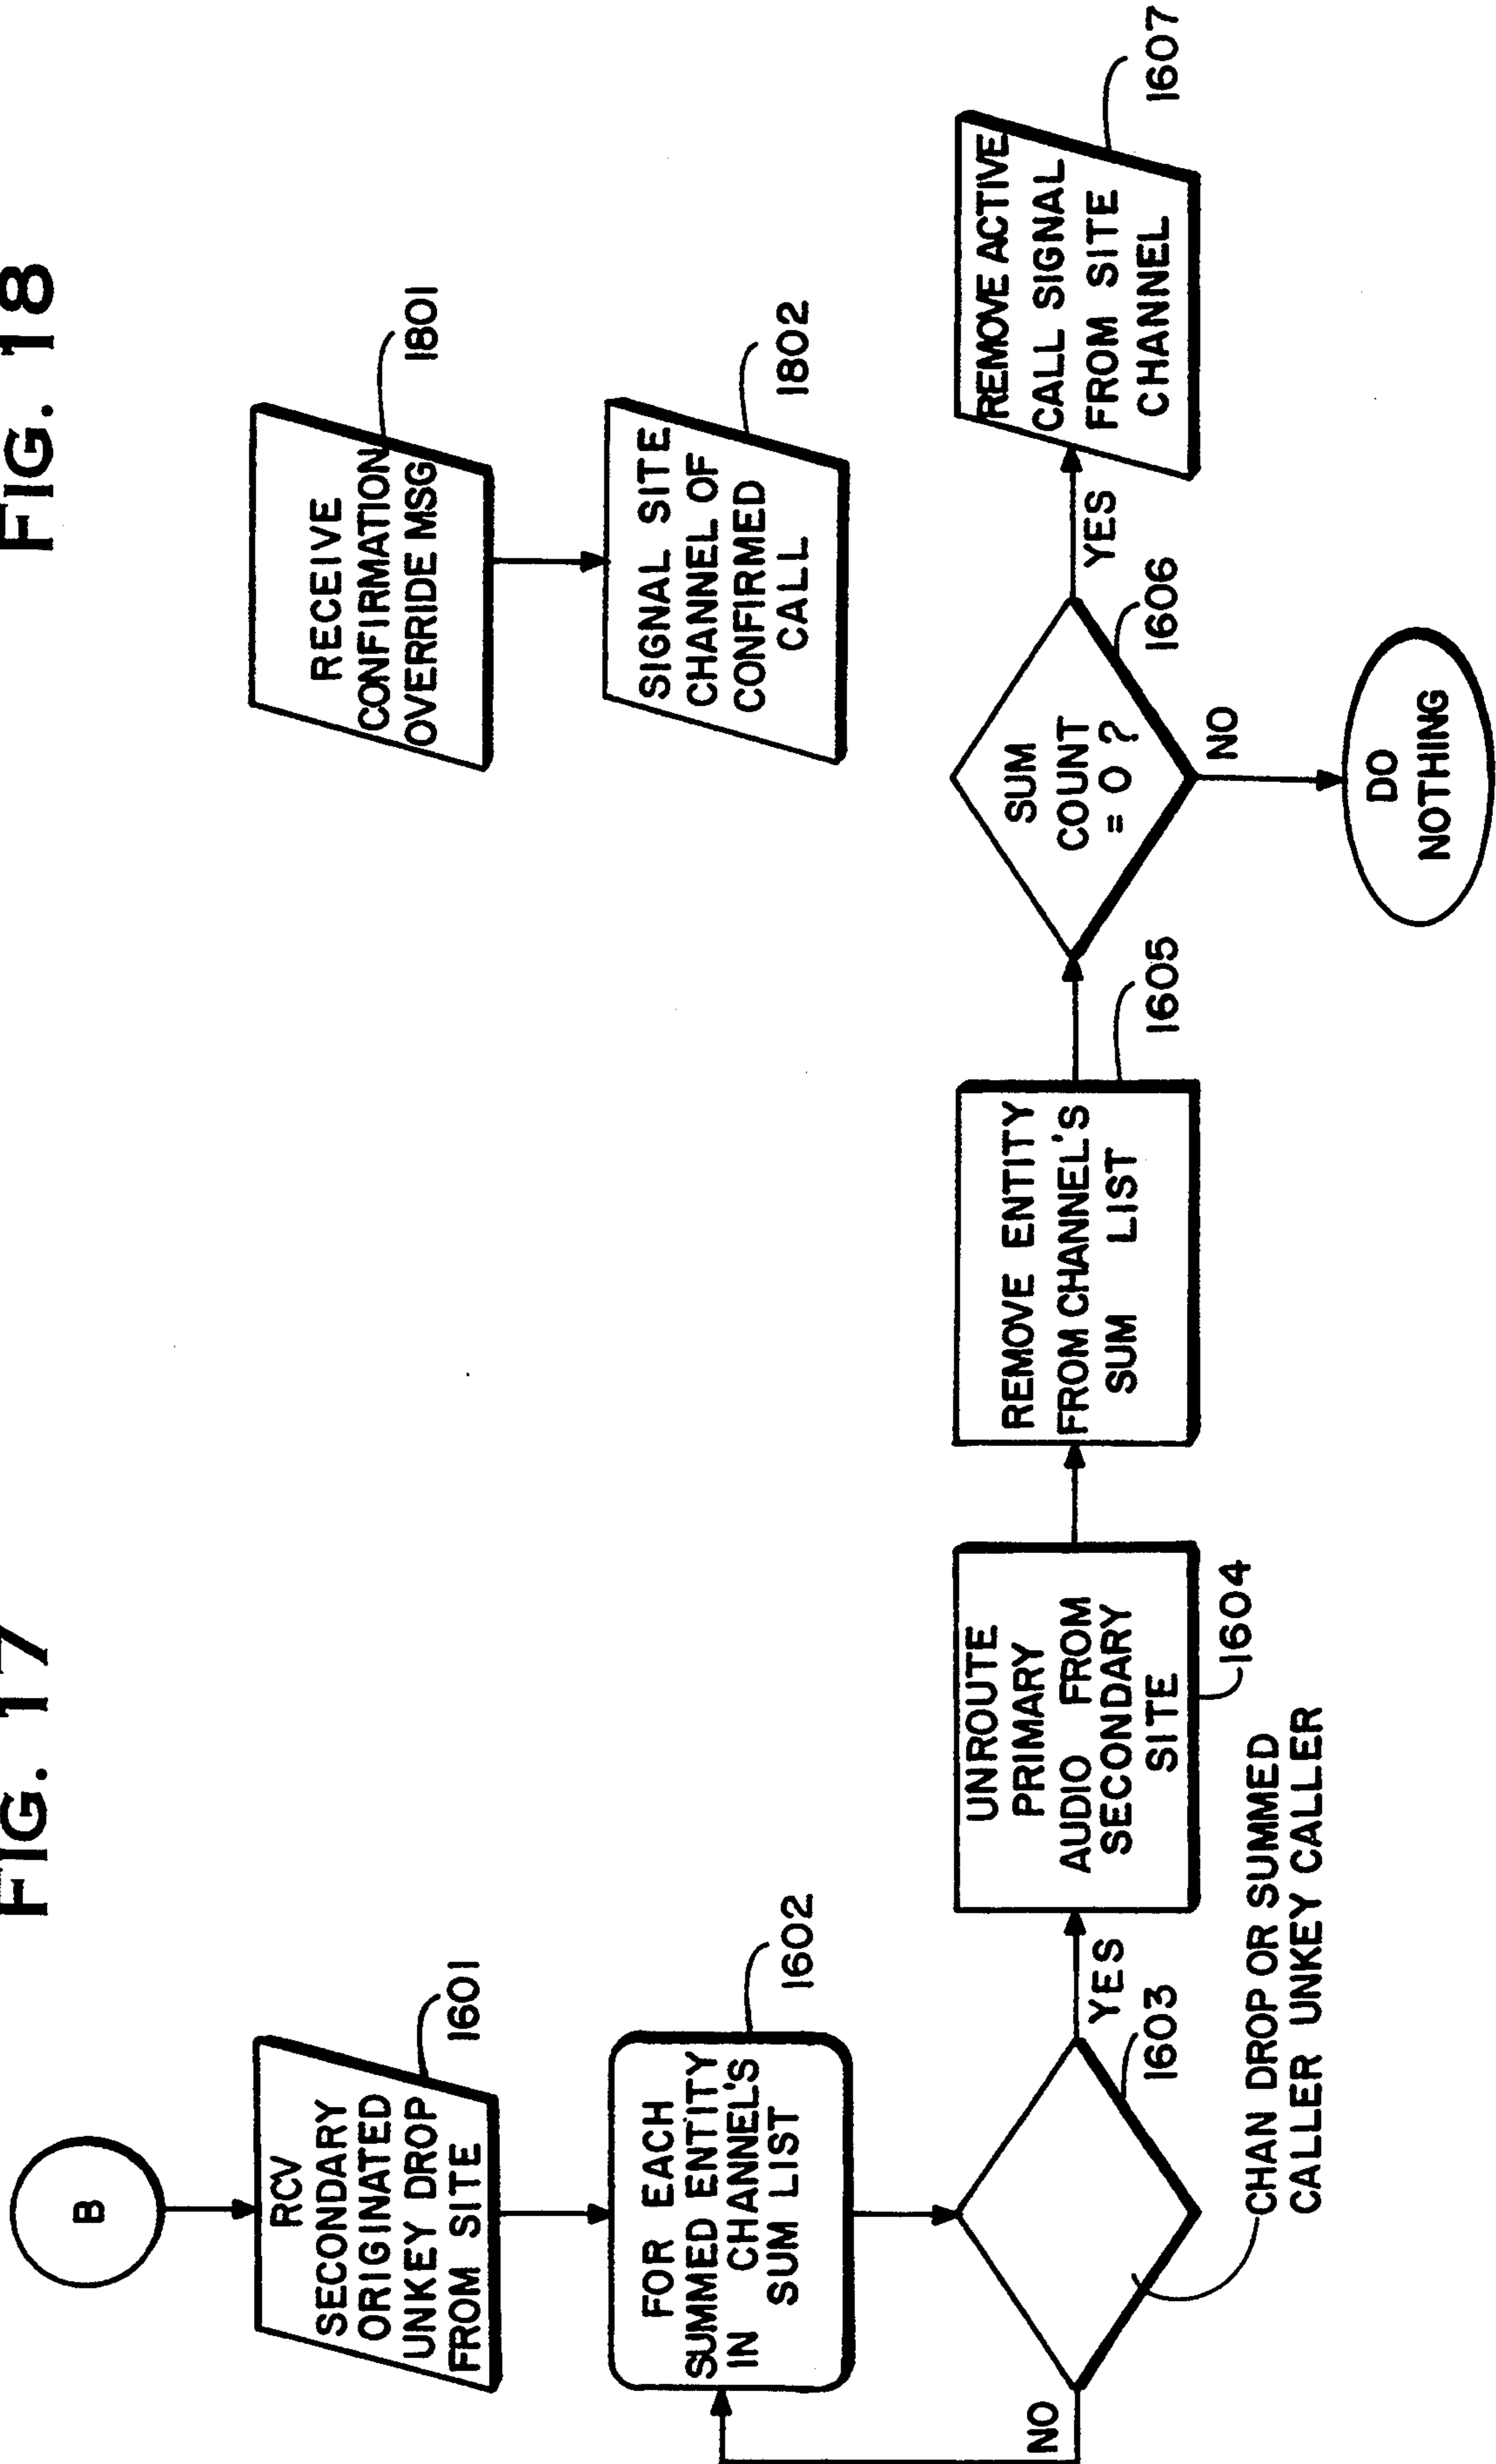 FIG. 17
B
RCV
SECONDARY
ORIGINATED
UNKEY DROP
FROM SITE
1601
FOR EACH
SUMMED ENTITY
IN CHANNEL'S
SUM LIST
1602
NO
YES
1603
CHAN DROP OR SUMMED
CALLER UNKEY CALLER
UNROUTE
PRIMARY
AUDIO FROM
SECONDARY
SITE
1604
REMOVE ENTITY
FROM CHANNEL'S
SUM LIST
1605
SUM
COUNT
= 0 ?
1606
YES
NO
DO
NOTHING
REMOVE ACTIVE
CALL SIGNAL
FROM SITE
CHANNEL
1607
FIG. 18
RECEIVE
CONFIRMATION
OVERRIDE MSG
1801
SIGNAL SITE
CHANNEL OF
CONFIRMED
CALL
1802